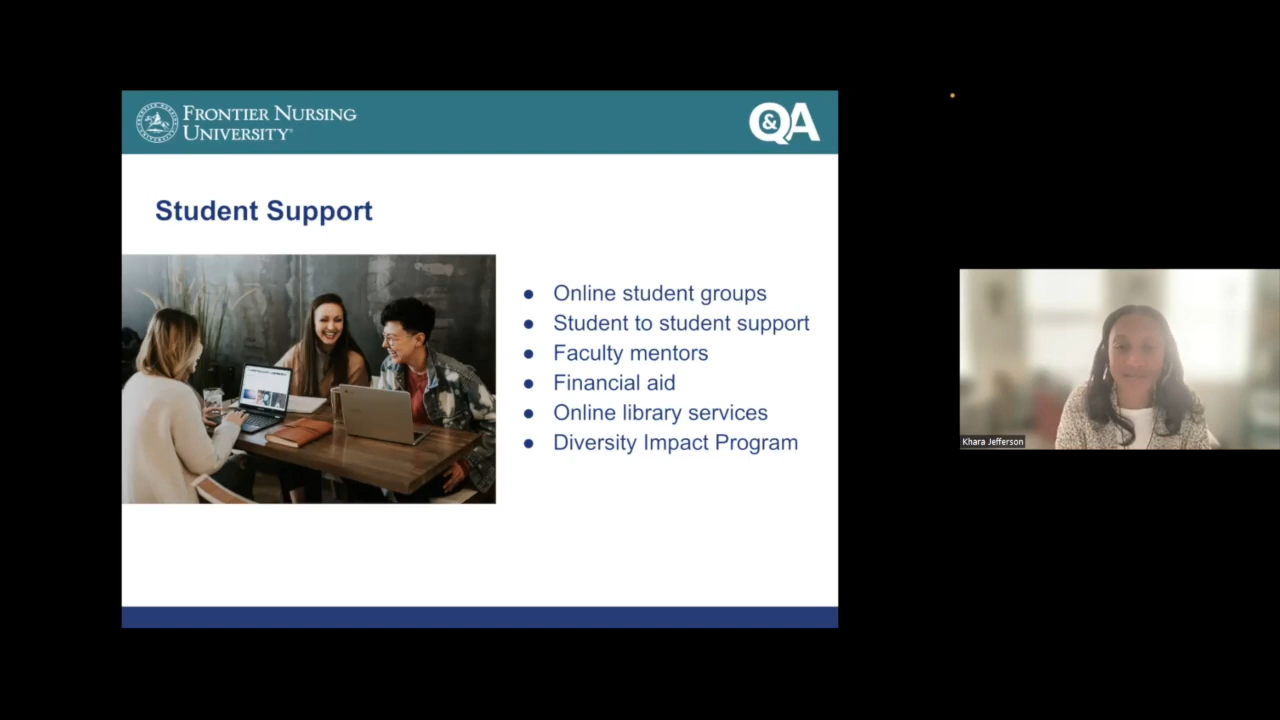 FRONTIER NURSING
UNIVERSITY®
Q&A
Student Support
● Online student groups
● Student to student support
● Faculty mentors
● Financial aid
● Online library services
● Diversity Impact Program
Khara Jefferson